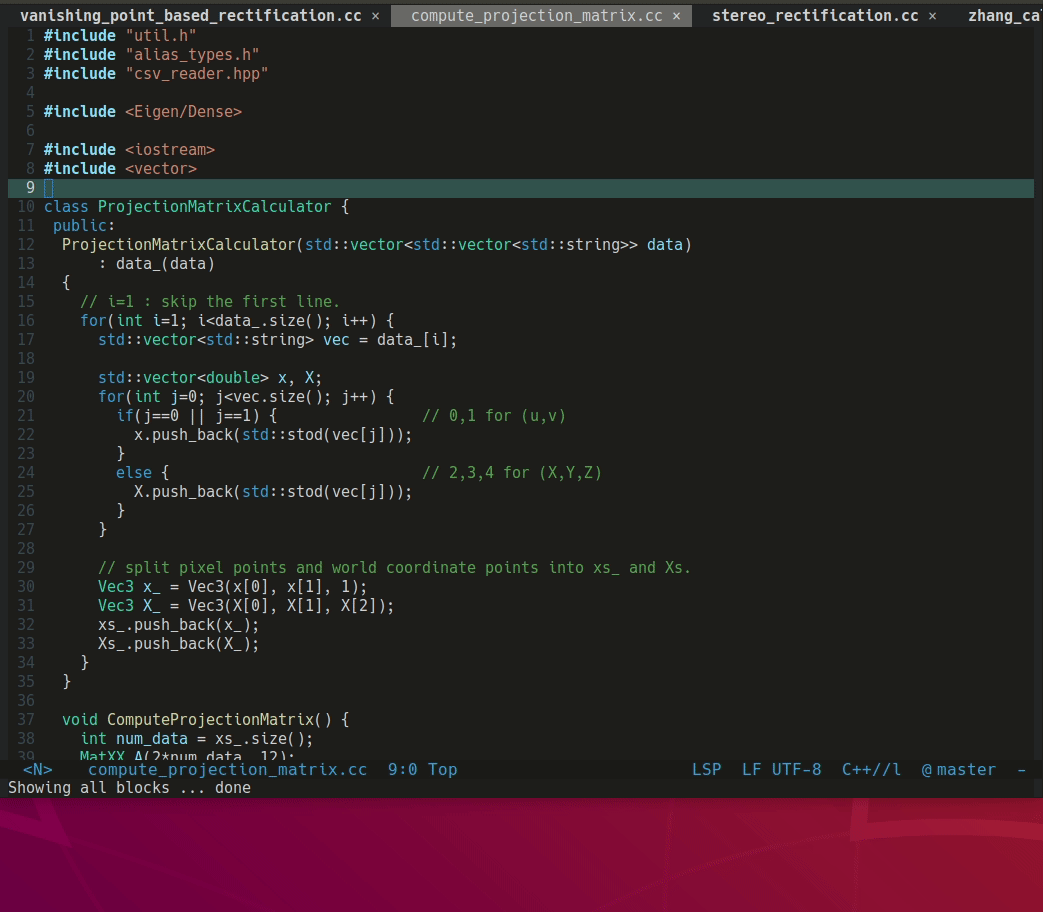 vanishing_point_based_rectification.cc × compute_projection_matrix.cc × stereo_rectification.cc × zhang_ca
1 #include "util.h"
2 #include "alias_types.h"
3 #include "csv_reader.hpp"
4
5 #include <Eigen/Dense>
6
7 #include <iostream>
8 #include <vector>
9
10 class ProjectionMatrixCalculator {
11  public:
12   ProjectionMatrixCalculator(std::vector<std::vector<std::string>> data)
13       : data_(data)
14   {
15     // i=1 : skip the first line.
16     for(int i=1; i<data_.size(); i++) {
17       std::vector<std::string> vec = data_[i];
18
19       std::vector<double> x, X;
20       for(int j=0; j<vec.size(); j++) {
21         if(j==0 || j==1) {                // 0,1 for (u,v)
22           x.push_back(std::stod(vec[j]));
23         }
24         else {                            // 2,3,4 for (X,Y,Z)
25           X.push_back(std::stod(vec[j]));
26         }
27       }
28
29       // split pixel points and world coordinate points into xs_ and Xs.
30       Vec3 x_ = Vec3(x[0], x[1], 1);
31       Vec3 X_ = Vec3(X[0], X[1], X[2]);
32       xs_.push_back(x_);
33       Xs_.push_back(X_);
34     }
35   }
36
37   void ComputeProjectionMatrix() {
38     int num_data = xs_.size();
39     MatXX A(2*num_data, 12);
<N> compute_projection_matrix.cc 9:0 Top LSP LF UTF-8 C++//l @master -
Showing all blocks ... done